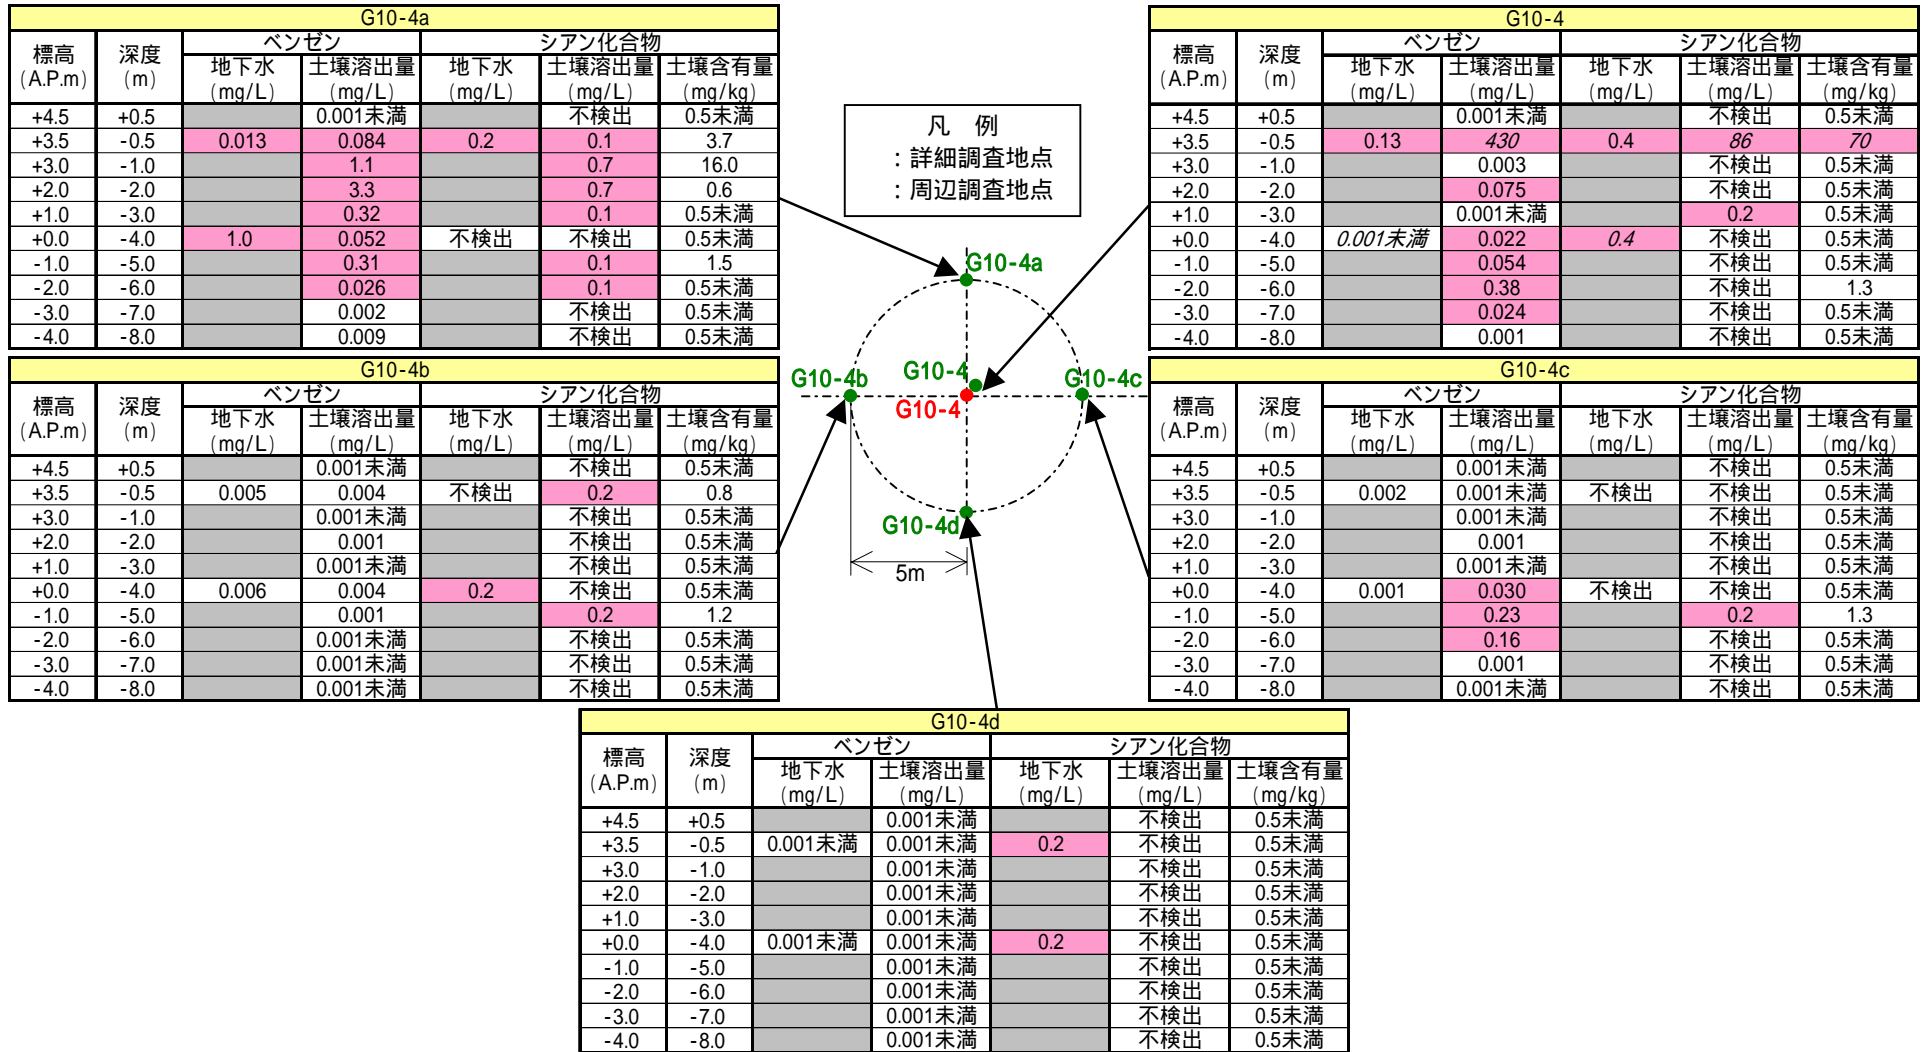 G10-4a
標高 深度 ベンゼン シアン化合物
(A.P.m) (m) 地下水 土壌溶出量 地下水 土壌溶出量 土壌含有量
(mg/L) (mg/L) (mg/L) (mg/L) (mg/kg)
+4.5 +0.5 0.001未満 不検出 0.5未満
+3.5 -0.5 0.013 0.084 0.2 0.1 3.7
+3.0 -1.0 1.1 0.7 16.0
+2.0 -2.0 3.3 0.7 0.6
+1.0 -3.0 0.32 0.1 0.5未満
+0.0 -4.0 1.0 0.052 不検出 不検出 0.5未満
-1.0 -5.0 0.31 0.1 1.5
-2.0 -6.0 0.026 0.1 0.5未満
-3.0 -7.0 0.002 不検出 0.5未満
-4.0 -8.0 0.009 不検出 0.5未満
凡 例
:詳細調査地点
:周辺調査地点
G10-4
標高 深度 ベンゼン シアン化合物
(A.P.m) (m) 地下水 土壌溶出量 地下水 土壌溶出量 土壌含有量
(mg/L) (mg/L) (mg/L) (mg/L) (mg/kg)
+4.5 +0.5 0.001未満 不検出 0.5未満
+3.5 -0.5 0.13 430 0.4 86 70
+3.0 -1.0 0.003 不検出 0.5未満
+2.0 -2.0 0.075 不検出 0.5未満
+1.0 -3.0 0.001未満 0.2 0.5未満
+0.0 -4.0 0.001未満 0.022 0.4 不検出 0.5未満
-1.0 -5.0 0.054 不検出 0.5未満
-2.0 -6.0 0.38 不検出 1.3
-3.0 -7.0 0.024 不検出 0.5未満
-4.0 -8.0 0.001 不検出 0.5未満
G10-4a
G10-4b
G10-4
G10-4c
G10-4
G10-4d
5m
G10-4b
標高 深度 ベンゼン シアン化合物
(A.P.m) (m) 地下水 土壌溶出量 地下水 土壌溶出量 土壌含有量
(mg/L) (mg/L) (mg/L) (mg/L) (mg/kg)
+4.5 +0.5 0.001未満 不検出 0.5未満
+3.5 -0.5 0.005 0.004 不検出 0.2 0.8
+3.0 -1.0 0.001未満 不検出 0.5未満
+2.0 -2.0 0.001 不検出 0.5未満
+1.0 -3.0 0.001未満 不検出 0.5未満
+0.0 -4.0 0.006 0.004 0.2 不検出 0.5未満
-1.0 -5.0 0.001 0.2 1.2
-2.0 -6.0 0.001未満 不検出 0.5未満
-3.0 -7.0 0.001未満 不検出 0.5未満
-4.0 -8.0 0.001未満 不検出 0.5未満
G10-4c
標高 深度 ベンゼン シアン化合物
(A.P.m) (m) 地下水 土壌溶出量 地下水 土壌溶出量 土壌含有量
(mg/L) (mg/L) (mg/L) (mg/L) (mg/kg)
+4.5 +0.5 0.001未満 不検出 0.5未満
+3.5 -0.5 0.002 0.001未満 不検出 不検出 0.5未満
+3.0 -1.0 0.001未満 不検出 0.5未満
+2.0 -2.0 0.001 不検出 0.5未満
+1.0 -3.0 0.001未満 不検出 0.5未満
+0.0 -4.0 0.001 0.030 不検出 不検出 0.5未満
-1.0 -5.0 0.23 0.2 1.3
-2.0 -6.0 0.16 不検出 0.5未満
-3.0 -7.0 0.001 不検出 0.5未満
-4.0 -8.0 0.001未満 不検出 0.5未満
G10-4d
標高 深度 ベンゼン シアン化合物
(A.P.m) (m) 地下水 土壌溶出量 地下水 土壌溶出量 土壌含有量
(mg/L) (mg/L) (mg/L) (mg/L) (mg/kg)
+4.5 +0.5 0.001未満 不検出 0.5未満
+3.5 -0.5 0.001未満 0.001未満 0.2 不検出 0.5未満
+3.0 -1.0 0.001未満 不検出 0.5未満
+2.0 -2.0 0.001未満 不検出 0.5未満
+1.0 -3.0 0.001未満 不検出 0.5未満
+0.0 -4.0 0.001未満 0.001未満 0.2 不検出 0.5未満
-1.0 -5.0 0.001未満 不検出 0.5未満
-2.0 -6.0 0.001未満 不検出 0.5未満
-3.0 -7.0 0.001未満 不検出 0.5未満
-4.0 -8.0 0.001未満 不検出 0.5未満